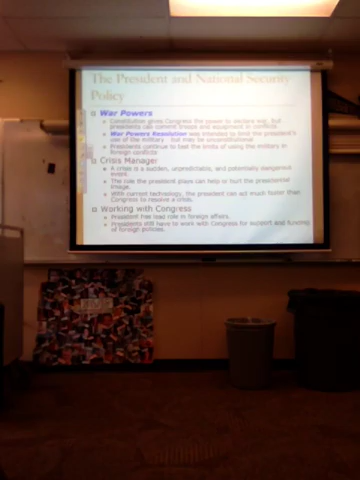 The President and National Security
Policy
War Powers
Constitution gives Congress the power to declare war, but
presidents can commit troops and equipment in conflicts
War Powers Resolution was intended to limit the president's
use of the military - but may be unconstitutional
Presidents continue to test the limits of using the military in
foreign conflicts
Crisis Manager
A crisis is a sudden, unpredictable, and potentially dangerous
event.
The role the president plays can help or hurt the presidential
image.
With current technology, the president can act much faster than
Congress to resolve a crisis.
Working with Congress
President has lead role in foreign affairs.
Presidents still have to work with Congress for support and funding
of foreign policies.